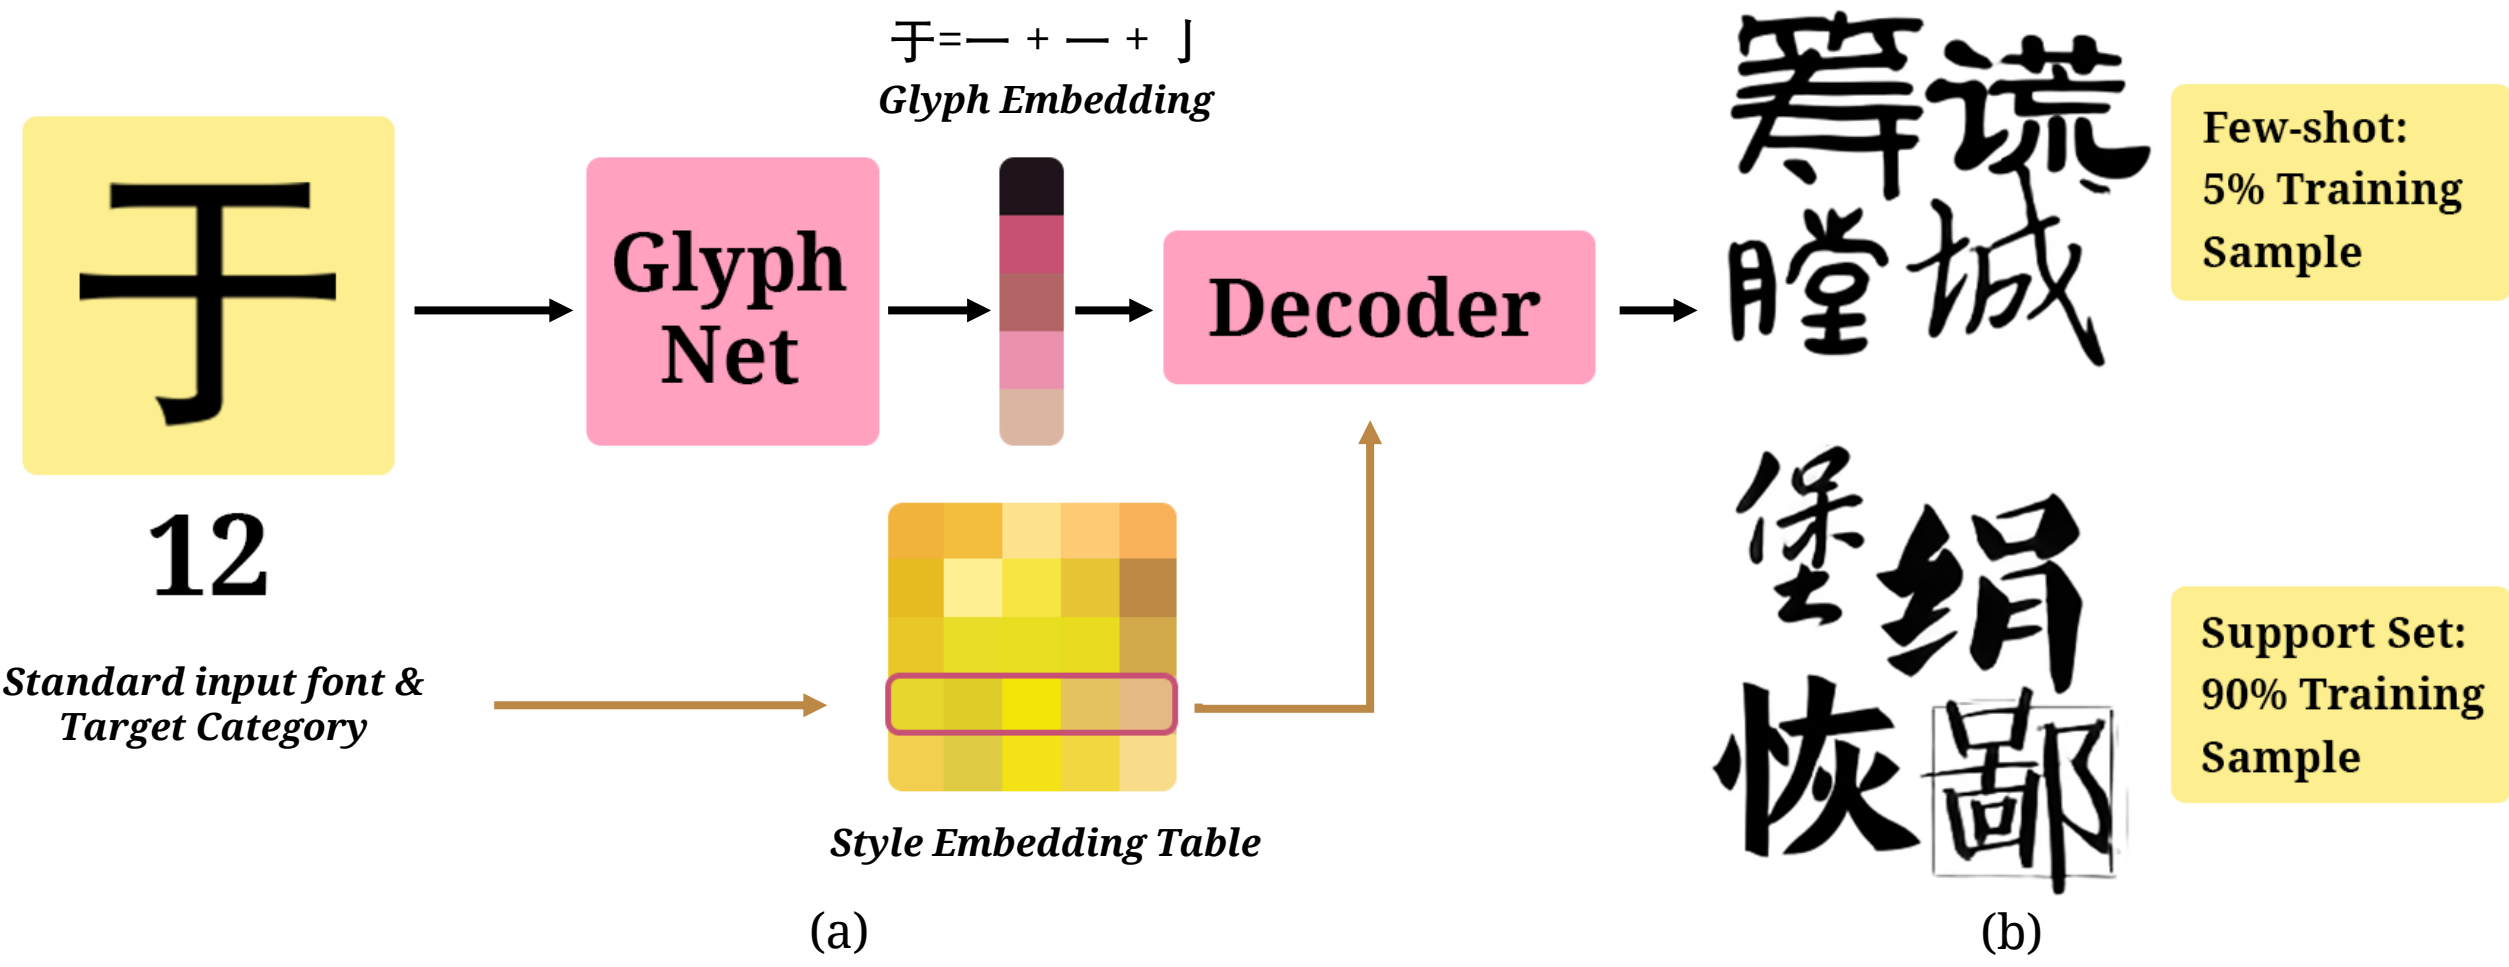 于=一 + 一 + 亅
Glyph Embedding
于
12
Standard input font &
Target Category
Glyph
Net
Decoder
Style Embedding Table
(a)
筹谎
瞠城
Few-shot:
5% Training
Sample
堡绢
恢鄙
Support Set:
90% Training
Sample
(b)